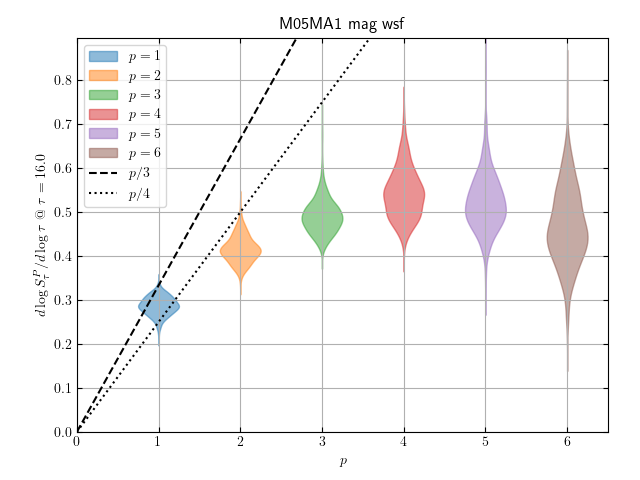 M05MA1 mag wsf
d log S_τ^P / d log τ @ τ = 16.0
0.8
0.7
0.6
0.5
0.4
0.3
0.2
0.1
0.0
p = 1
p = 2
p = 3
p = 4
p = 5
p = 6
p/3
p/4
0 1 2 3 4 5 6
p